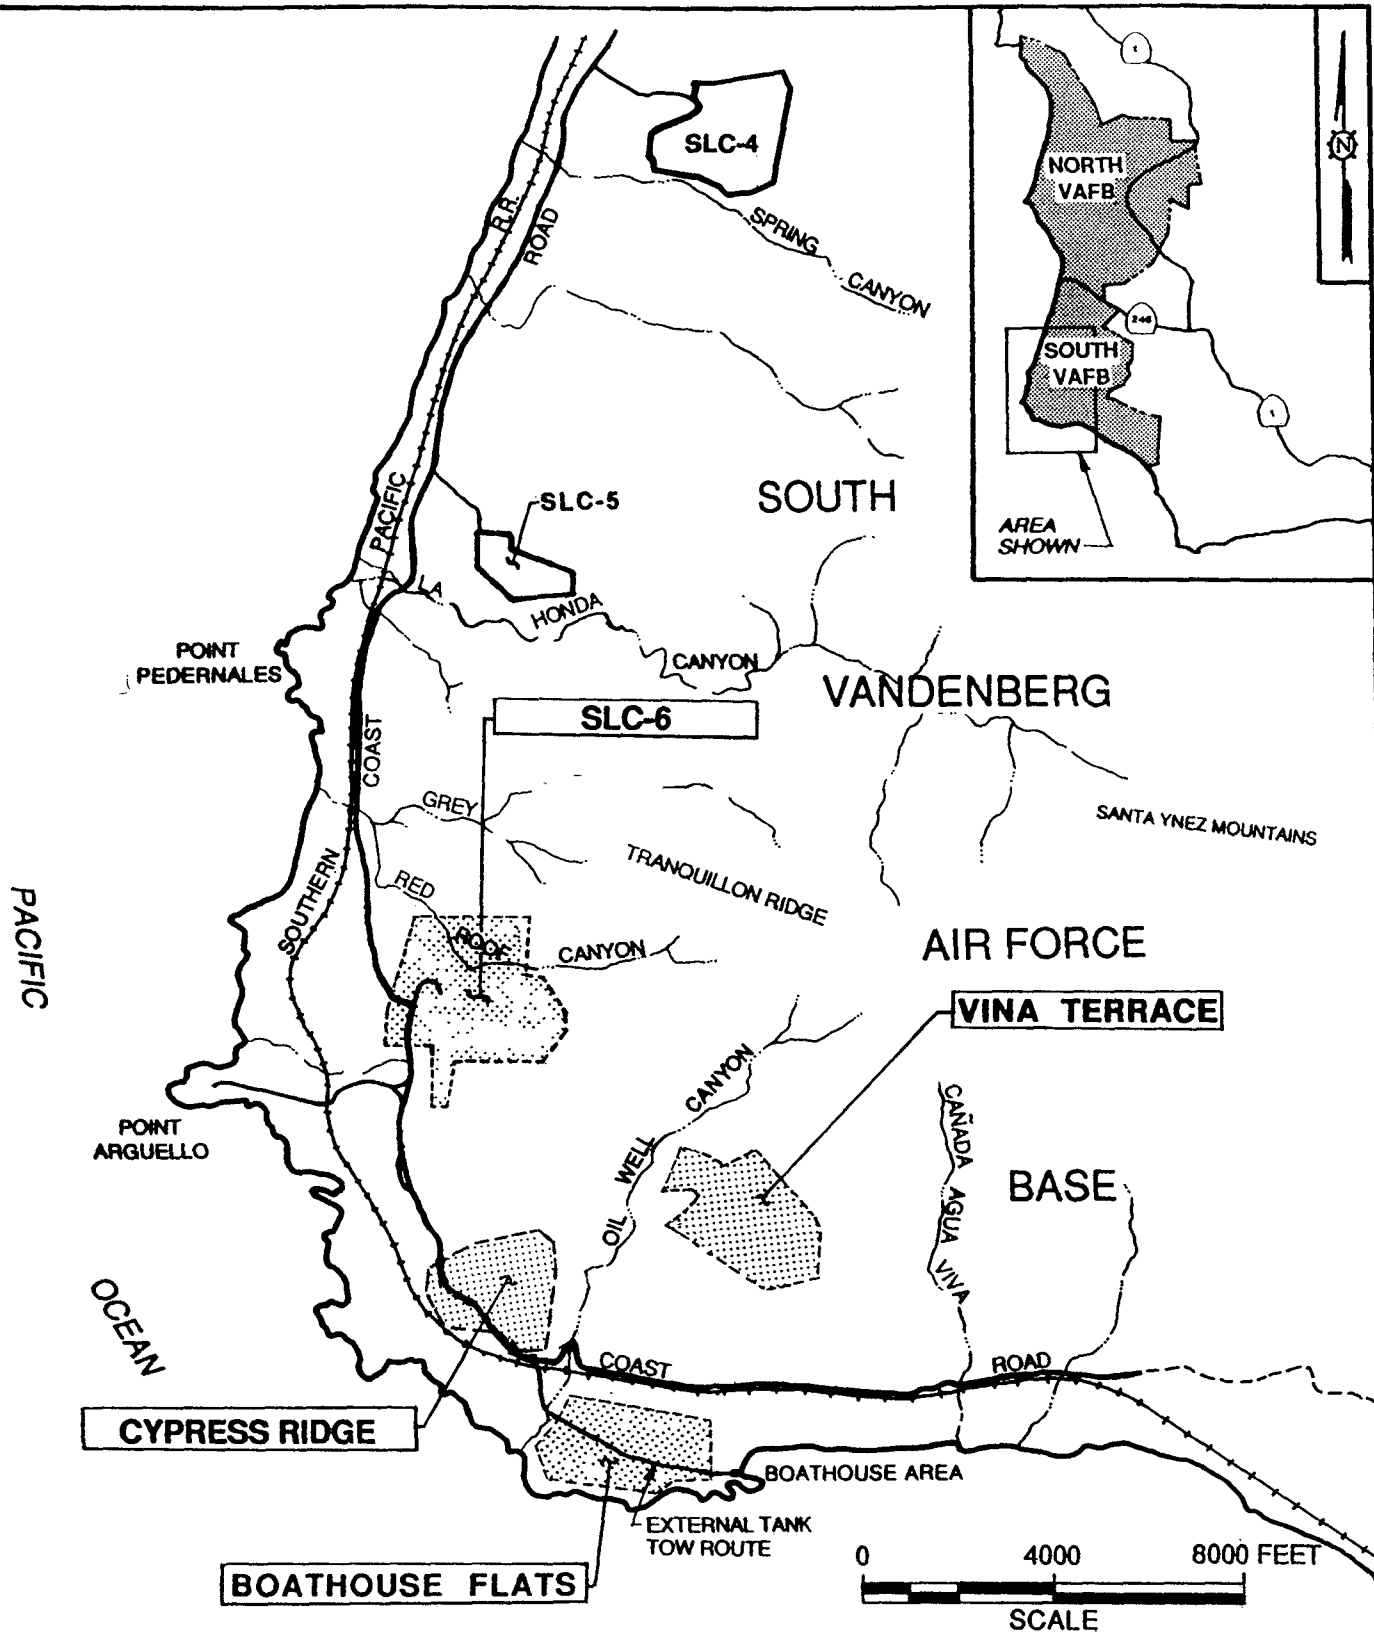 1
N
NORTH
VAFB
246
SOUTH
VAFB
1
AREA
SHOWN
SLC-4
R.R.
ROAD
SPRING
CANYON
SLC-5
SOUTH
PACIFIC
LA
HONDA
CANYON
POINT
PEDERNALES
VANDENBERG
SLC-6
COAST
GREY
SANTA YNEZ MOUNTAINS
TRANQUILLON RIDGE
RED
ROOF
CANYON
SOUTHERN
PACIFIC
AIR FORCE
VINA TERRACE
CANYON
WELL
OIL
POINT
ARGUELLO
CAÑADA
AGUA
VIVA
BASE
OCEAN
COAST
ROAD
CYPRESS RIDGE
BOATHOUSE AREA
EXTERNAL TANK
TOW ROUTE
BOATHOUSE FLATS
0 4000 8000 FEET
SCALE